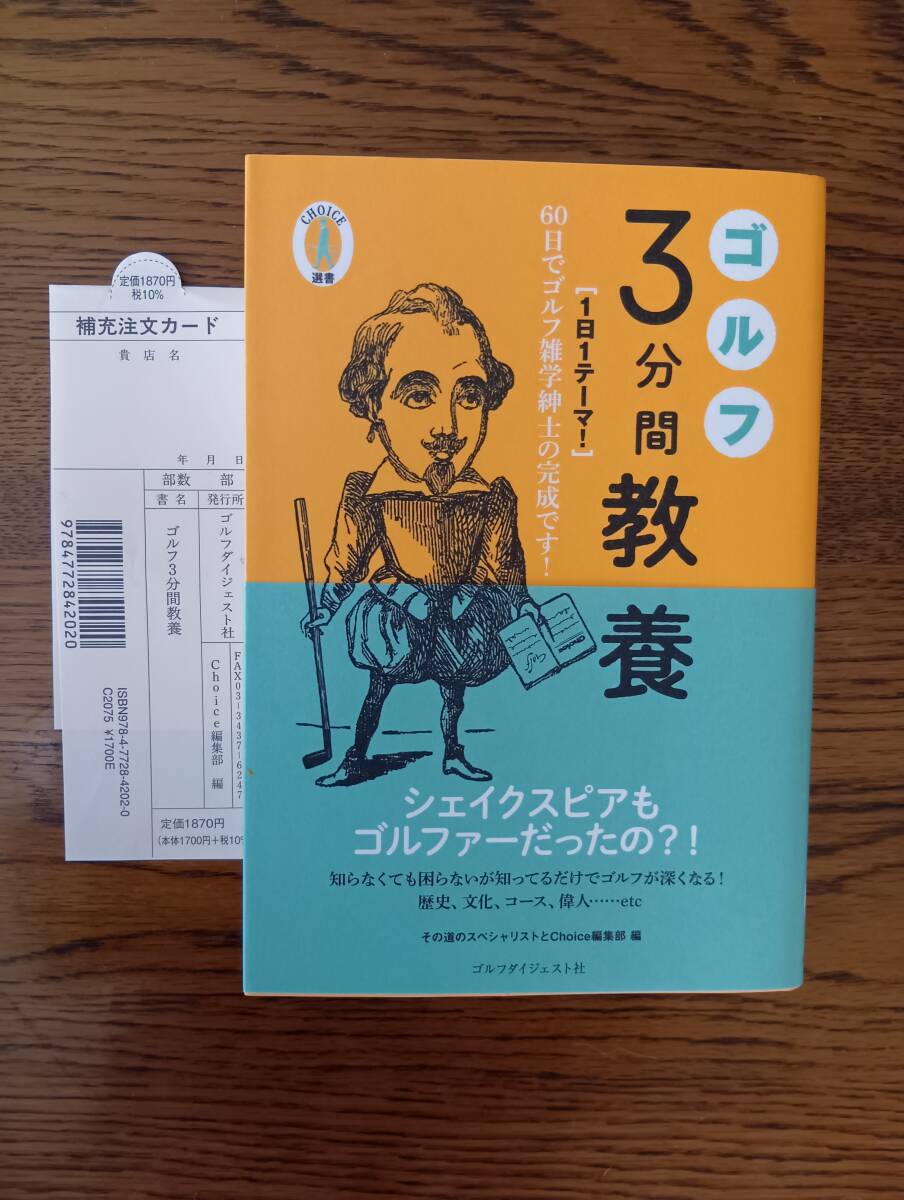 定価1870円
税10%
補充注文カード
貴店名
年 月 日
部数 部
書名
発行所
ゴルフ3分間教養
ゴルフダイジェスト社
Choice編集部 編
FAX03-3437-6247
9784772842020
ISBN978-4-7728-4202-0
C2075 ¥1700E
定価1870円
(本体1700円+税10%
CHOICE
選書
ゴルフ
3分間教養
[1日1テーマ!]
60日でゴルフ雑学紳士の完成です!
Golf
シェイクスピアも
ゴルファーだったの?!
知らなくても困らないが知ってるだけでゴルフが深くなる!
歴史、文化、コース、偉人……etc
その道のスペシャリストとChoice編集部 編
ゴルフダイジェスト社